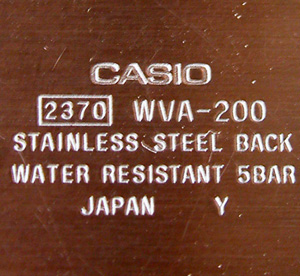 CASIO
2370 WVA-200
STAINLESS STEEL BACK
WATER RESISTANT 5BAR
JAPAN Y